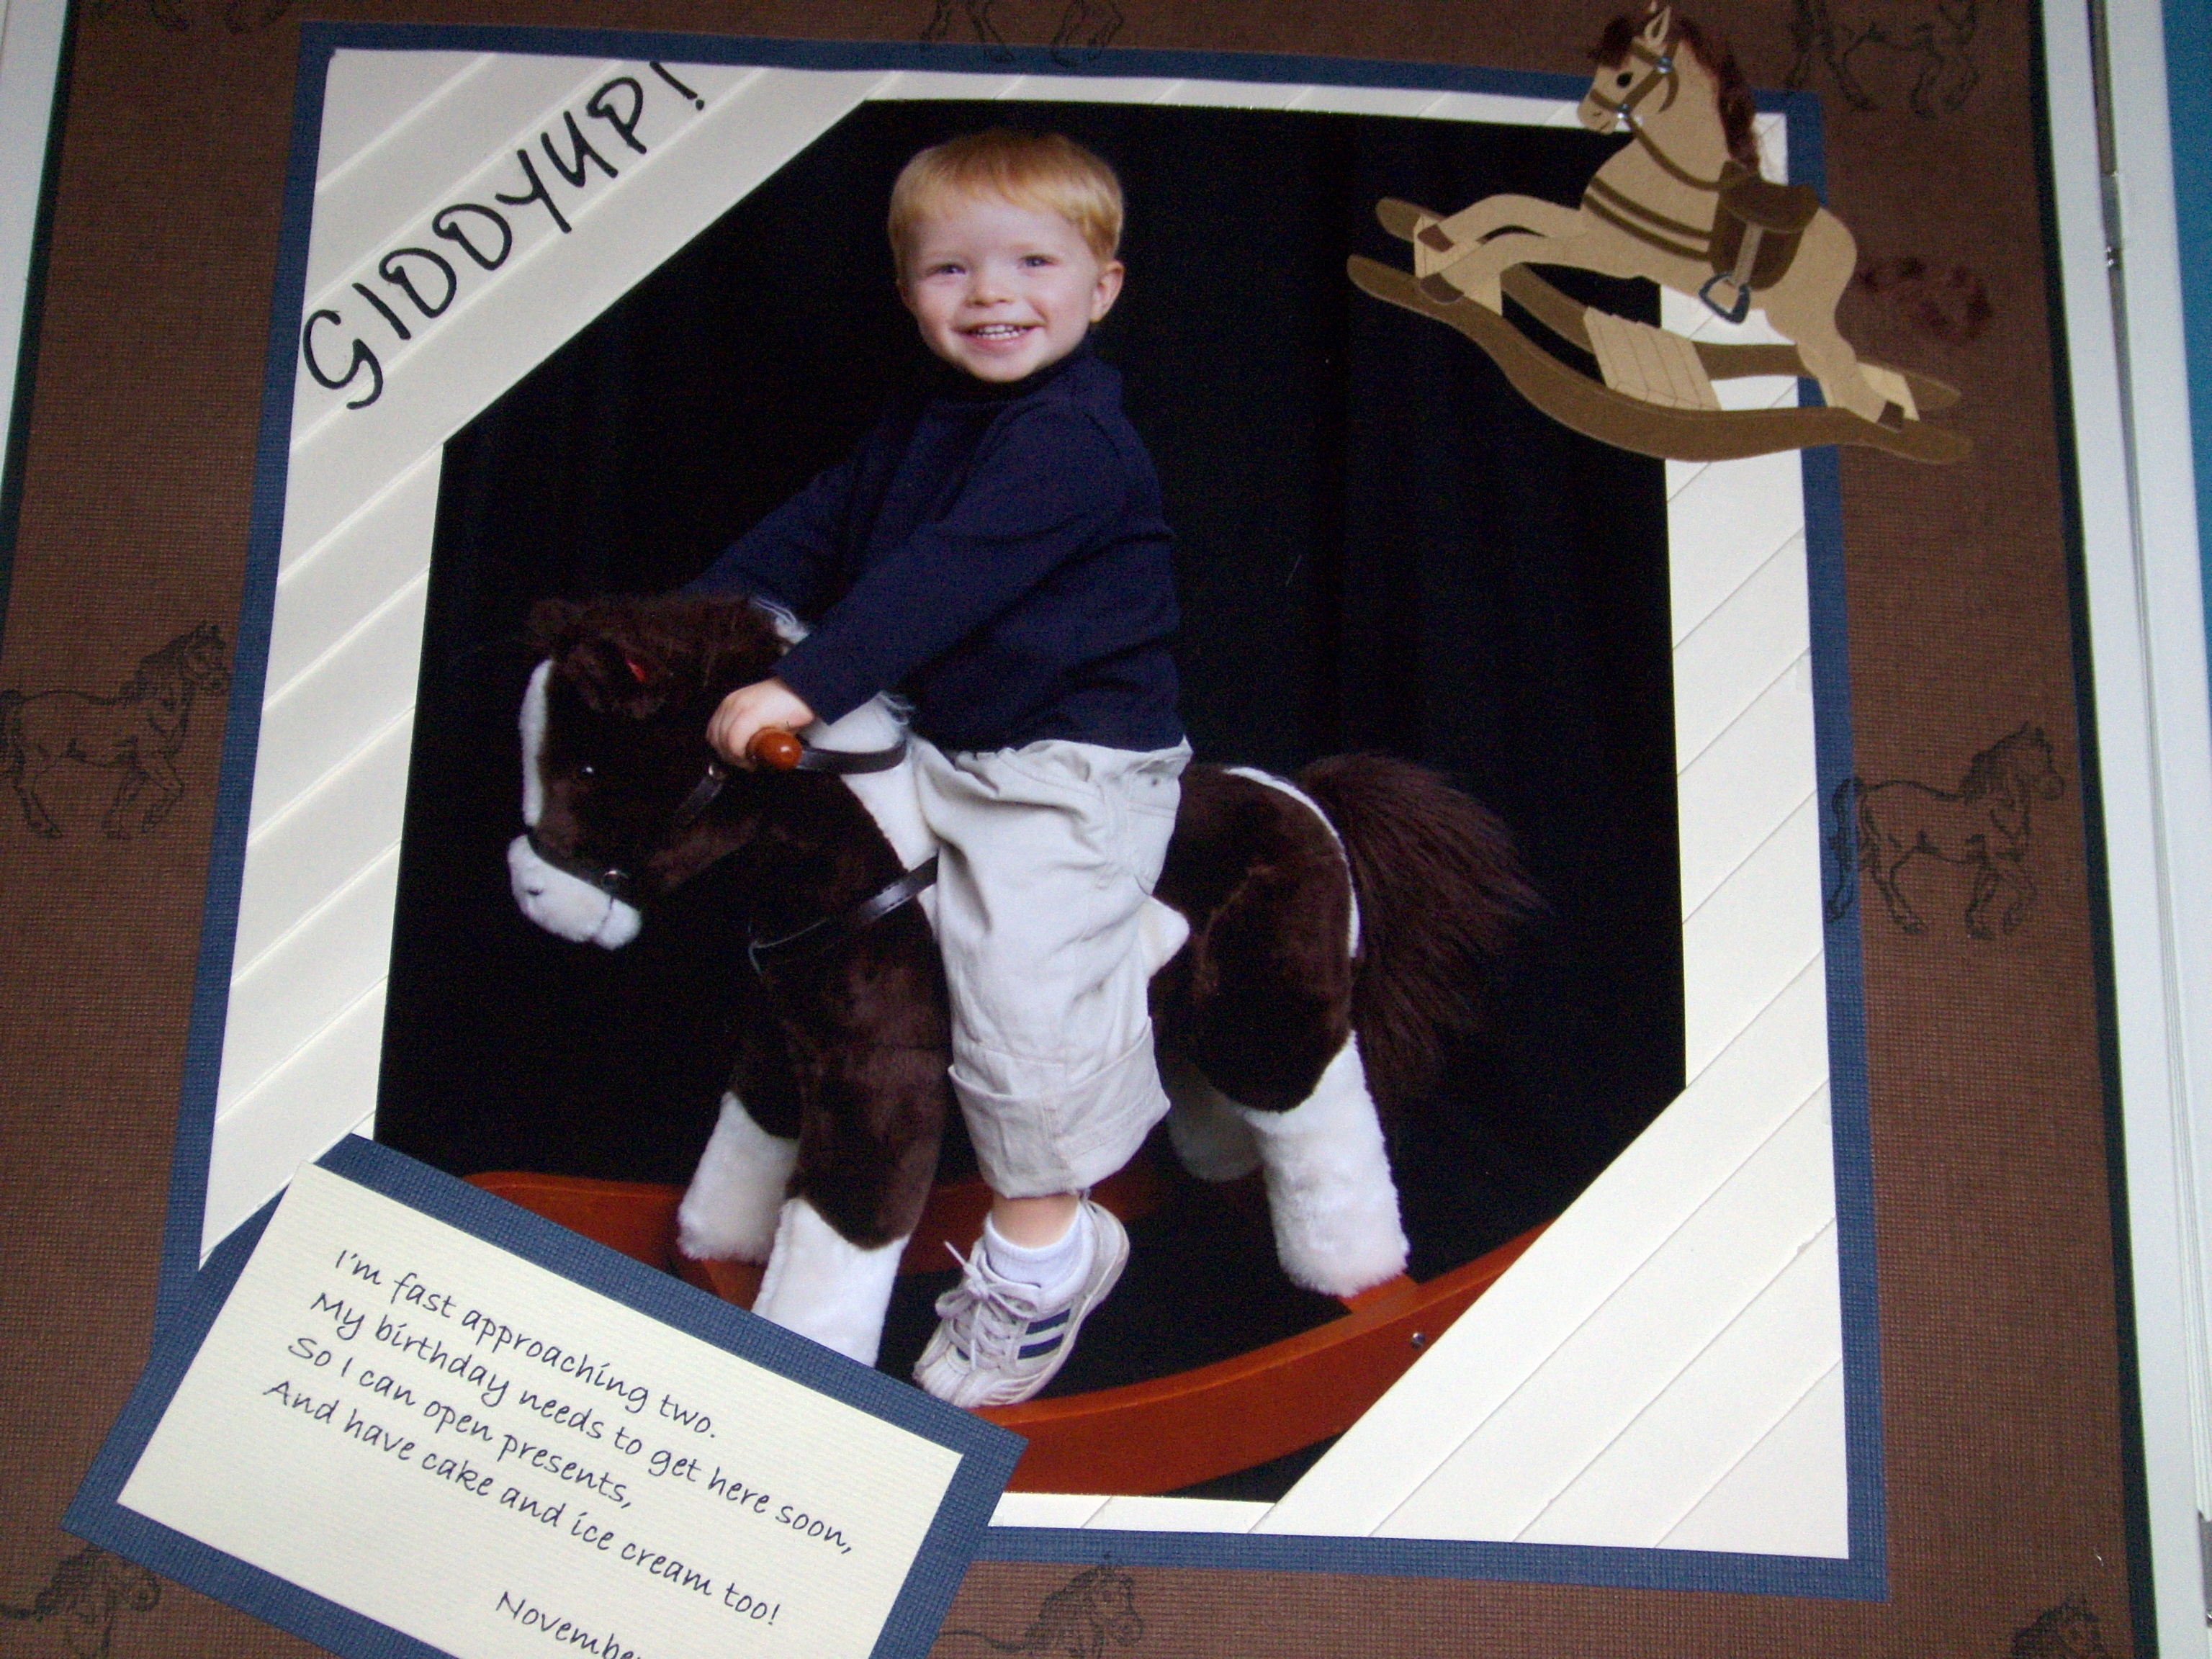 GIDDYUP!
I'm fast approaching two.
My birthday needs to get here soon,
So I can open presents,
And have cake and ice cream too!
November